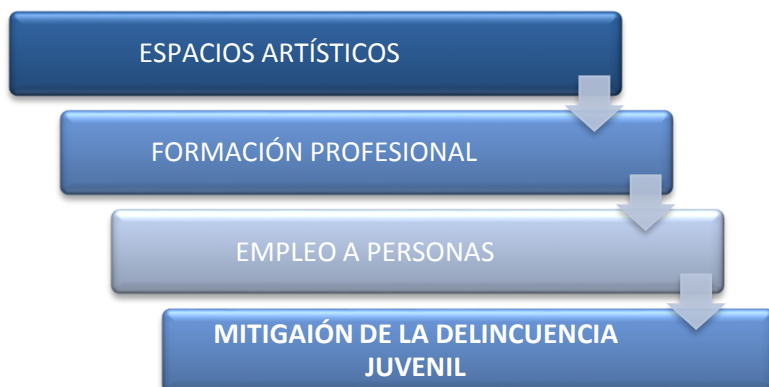 ESPACIOS ARTÍSTICOS
FORMACIÓN PROFESIONAL
EMPLEO A PERSONAS
MITIGAIÓN DE LA DELINCUENCIA
JUVENIL